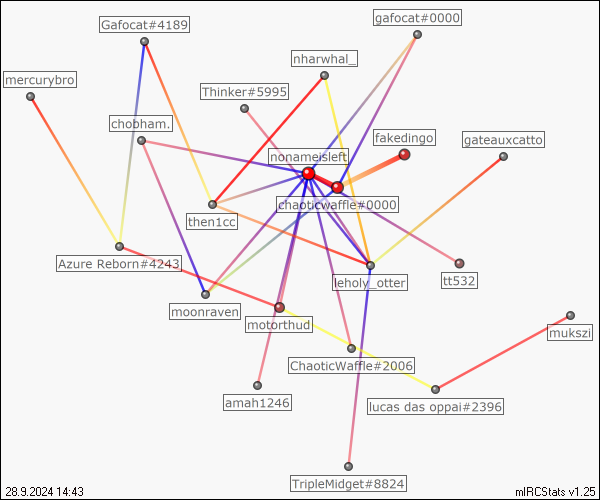 gafocat#0000
Gafocat#4189
nharwhal_
mercurybro
Thinker#5995
chobham.
fakedingo
gateauxcatto
nonameisleft
chaoticwaffle#0000
then1cc
Azure Reborn#4243
leholy_otter
tt532
moonraven
motorthud
mukszi
ChaoticWaffle#2006
amah1246
lucas das oppai#2396
TripleMidget#8824
28.9.2024 14:43
mIRCStats v1.25